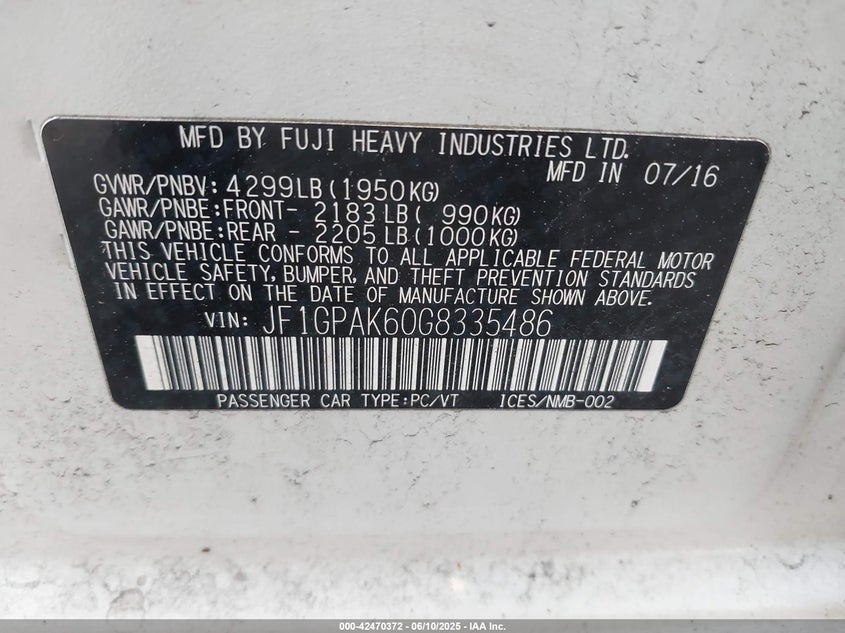 MFD BY FUJI HEAVY INDUSTRIES LTD.
MFD IN 07/16
GVWR/PNBV: 4299LB(1950KG)
GAWR/PNBE:FRONT- 2183LB( 990KG)
GAWR/PNBE:REAR - 2205LB(1000KG)
THIS VEHICLE CONFORMS TO ALL APPLICABLE FEDERAL MOTOR
VEHICLE SAFETY, BUMPER, AND THEFT PREVENTION STANDARDS
IN EFFECT ON THE DATE OF MANUFACTURE SHOWN ABOVE.
VIN: JF1GPAK60G8335486
PASSENGER CAR TYPE:PC/VT ICES/NMB-002
000-42470372 - 06/10/2025 - IAA Inc.